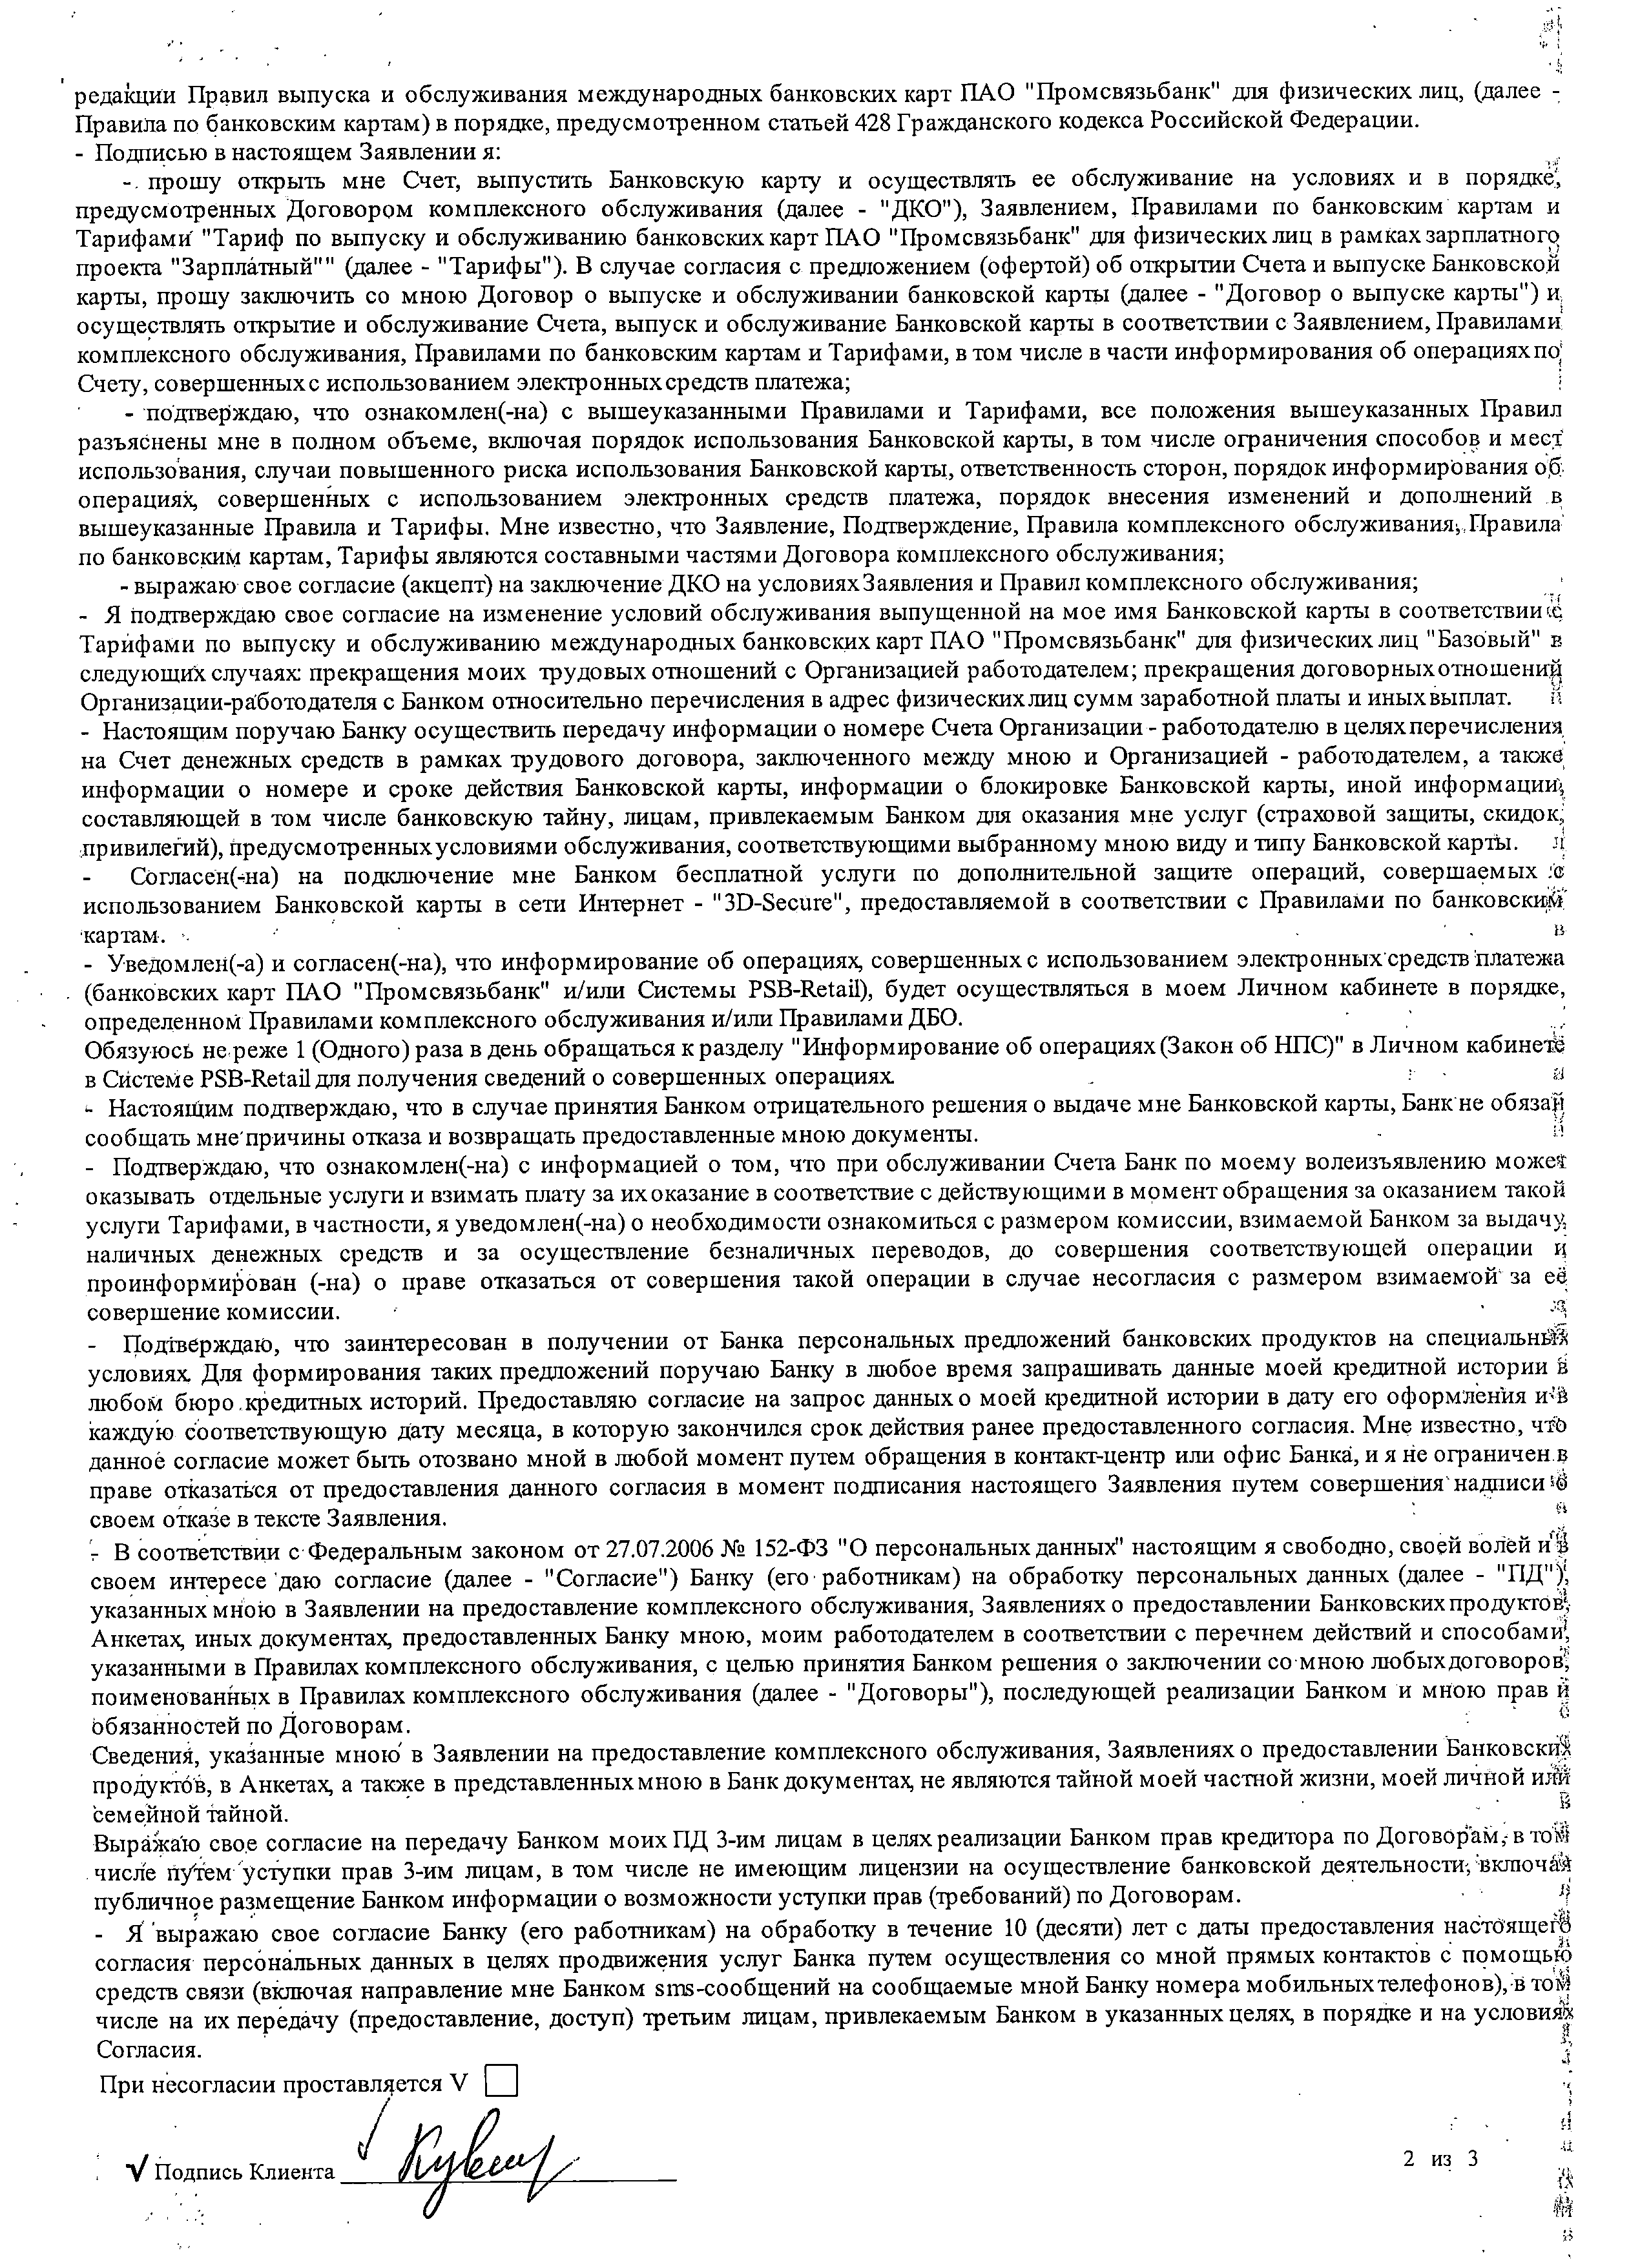 редакции Правил выпуска и обслуживания международных банковских карт ПАО "Промсвязьбанк" для физических лиц, (далее -
Правила по банковским картам) в порядке, предусмотренном статьей 428 Гражданского кодекса Российской Федерации.
- Подписью в настоящем Заявлении я:
- прошу открыть мне Счет, выпустить Банковскую карту и осуществлять ее обслуживание на условиях и в порядке,
предусмотренных Договором комплексного обслуживания (далее - "ДКО"), Заявлением, Правилами по банковским картам и
Тарифами "Тариф по выпуску и обслуживанию банковских карт ПАО "Промсвязьбанк" для физических лиц в рамках зарплатного
проекта "Зарплатный"" (далее - "Тарифы"). В случае согласия с предложением (офертой) об открытии Счета и выпуске Банковской
карты, прошу заключить со мною Договор о выпуске и обслуживании банковской карты (далее - "Договор о выпуске карты") и
осуществлять открытие и обслуживание Счета, выпуск и обслуживание Банковской карты в соответствии с Заявлением, Правилами
комплексного обслуживания, Правилами по банковским картам и Тарифами, в том числе в части информирования об операциях по
Счету, совершенных с использованием электронных средств платежа;
- подтверждаю, что ознакомлен(-на) с вышеуказанными Правилами и Тарифами, все положения вышеуказанных Правил
разъяснены мне в полном объеме, включая порядок использования Банковской карты, в том числе ограничения способов и мест
использования, случаи повышенного риска использования Банковской карты, ответственность сторон, порядок информирования об
операциях, совершенных с использованием электронных средств платежа, порядок внесения изменений и дополнений в
вышеуказанные Правила и Тарифы. Мне известно, что Заявление, Подтверждение, Правила комплексного обслуживания, Правила
по банковским картам, Тарифы являются составными частями Договора комплексного обслуживания;
- выражаю свое согласие (акцепт) на заключение ДКО на условиях Заявления и Правил комплексного обслуживания;
- Я подтверждаю свое согласие на изменение условий обслуживания выпущенной на мое имя Банковской карты в соответствии с
Тарифами по выпуску и обслуживанию международных банковских карт ПАО "Промсвязьбанк" для физических лиц "Базовый" в
следующих случаях: прекращения моих трудовых отношений с Организацией работодателем; прекращения договорных отношений
Организации-работодателя с Банком относительно перечисления в адрес физических лиц сумм заработной платы и иных выплат.
- Настоящим поручаю Банку осуществить передачу информации о номере Счета Организации - работодателю в целях перечисления
на Счет денежных средств в рамках трудового договора, заключенного между мною и Организацией - работодателем, а также
информации о номере и сроке действия Банковской карты, информации о блокировке Банковской карты, иной информации,
составляющей в том числе банковскую тайну, лицам, привлекаемым Банком для оказания мне услуг (страховой защиты, скидок,
привилегий), предусмотренных условиями обслуживания, соответствующими выбранному мною виду и типу Банковской карты.
- Согласен(-на) на подключение мне Банком бесплатной услуги по дополнительной защите операций, совершаемых с
использованием Банковской карты в сети Интернет - "3D-Secure", предоставляемой в соответствии с Правилами по банковским
картам.
- Уведомлен(-а) и согласен(-на), что информирование об операциях, совершенных с использованием электронных средств платежа
(банковских карт ПАО "Промсвязьбанк" и/или Системы PSB-Retail), будет осуществляться в моем Личном кабинете в порядке,
определенном Правилами комплексного обслуживания и/или Правилами ДБО.
Обязуюсь не реже 1 (Одного) раза в день обращаться к разделу "Информирование об операциях (Закон об НПС)" в Личном кабинете
в Системе PSB-Retail для получения сведений о совершенных операциях.
- Настоящим подтверждаю, что в случае принятия Банком отрицательного решения о выдаче мне Банковской карты, Банк не обязан
сообщать мне причины отказа и возвращать предоставленные мною документы.
- Подтверждаю, что ознакомлен(-на) с информацией о том, что при обслуживании Счета Банк по моему волеизъявлению может
оказывать отдельные услуги и взимать плату за их оказание в соответствие с действующими в момент обращения за оказанием такой
услуги Тарифами, в частности, я уведомлен(-на) о необходимости ознакомиться с размером комиссии, взимаемой Банком за выдачу
наличных денежных средств и за осуществление безналичных переводов, до совершения соответствующей операции и
проинформирован (-на) о праве отказаться от совершения такой операции в случае несогласия с размером взимаемой за её
совершение комиссии.
- Подтверждаю, что заинтересован в получении от Банка персональных предложений банковских продуктов на специальных
условиях. Для формирования таких предложений поручаю Банку в любое время запрашивать данные моей кредитной истории в
любом бюро кредитных историй. Предоставляю согласие на запрос данных о моей кредитной истории в дату его оформления и в
каждую соответствующую дату месяца, в которую закончился срок действия ранее предоставленного согласия. Мне известно, что
данное согласие может быть отозвано мной в любой момент путем обращения в контакт-центр или офис Банка, и я не ограничен в
праве отказаться от предоставления данного согласия в момент подписания настоящего Заявления путем совершения надписи о
своем отказе в тексте Заявления.
- В соответствии с Федеральным законом от 27.07.2006 № 152-ФЗ "О персональных данных" настоящим я свободно, своей волей и в
своем интересе даю согласие (далее - "Согласие") Банку (его работникам) на обработку персональных данных (далее - "ПД"),
указанных мною в Заявлении на предоставление комплексного обслуживания, Заявлениях о предоставлении Банковских продуктов,
Анкетах, иных документах, предоставленных Банку мною, моим работодателем в соответствии с перечнем действий и способами,
указанными в Правилах комплексного обслуживания, с целью принятия Банком решения о заключении со мною любых договоров,
поименованных в Правилах комплексного обслуживания (далее - "Договоры"), последующей реализации Банком и мною прав и
обязанностей по Договорам.
Сведения, указанные мною в Заявлении на предоставление комплексного обслуживания, Заявлениях о предоставлении Банковских
продуктов, в Анкетах, а также в представленных мною в Банк документах, не являются тайной моей частной жизни, моей личной или
семейной тайной.
Выражаю свое согласие на передачу Банком моих ПД 3-им лицам в целях реализации Банком прав кредитора по Договорам, в том
числе путем уступки прав 3-им лицам, в том числе не имеющим лицензии на осуществление банковской деятельности, включая
публичное размещение Банком информации о возможности уступки прав (требований) по Договорам.
- Я выражаю свое согласие Банку (его работникам) на обработку в течение 10 (десяти) лет с даты предоставления настоящего
согласия персональных данных в целях продвижения услуг Банка путем осуществления со мной прямых контактов с помощью
средств связи (включая направление мне Банком sms-сообщений на сообщаемые мной Банку номера мобильных телефонов), в том
числе на их передачу (предоставление, доступ) третьим лицам, привлекаемым Банком в указанных целях, в порядке и на условиях
Согласия.
При несогласии проставляется V
Подпись Клиента
2 из 3